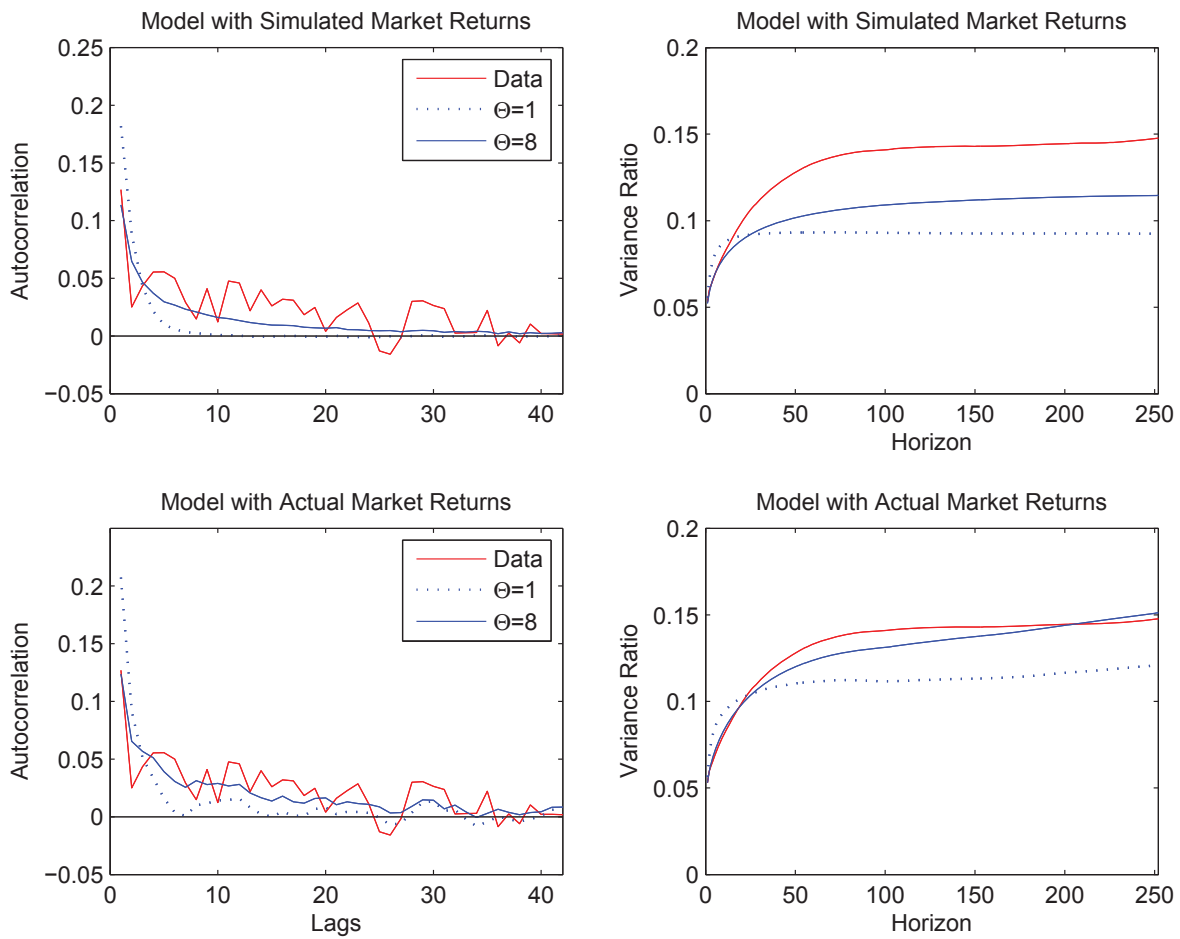 Model with Simulated Market Returns
Autocorrelation
0.25
0.2
0.15
0.1
0.05
0
−0.05
0 10 20 30 40
Data
Θ=1
Θ=8
Model with Simulated Market Returns
Variance Ratio
0.2
0.15
0.1
0.05
0
0 50 100 150 200 250
Horizon
Model with Actual Market Returns
Autocorrelation
0.2
0.15
0.1
0.05
0
−0.05
0 10 20 30 40
Lags
Data
Θ=1
Θ=8
Model with Actual Market Returns
Variance Ratio
0.2
0.15
0.1
0.05
0
0 50 100 150 200 250
Horizon